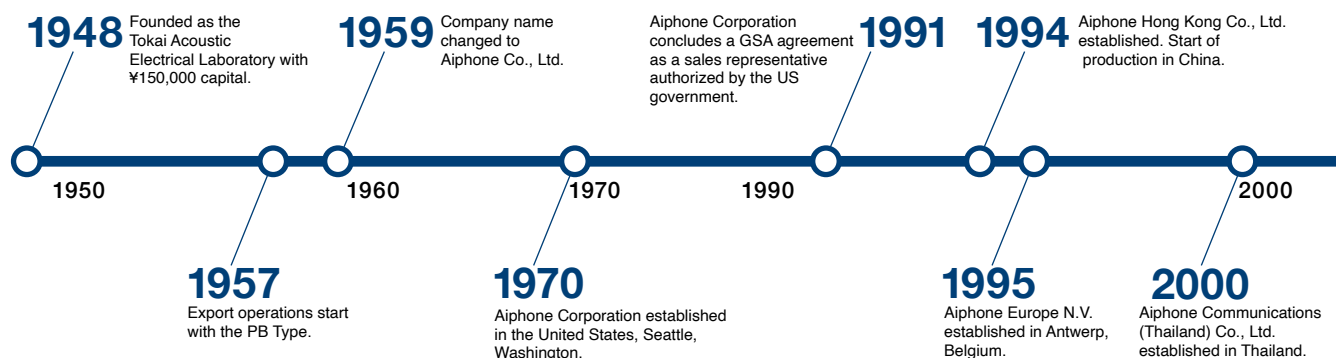 1948
Founded as the
Tokai Acoustic
Electrical Laboratory with
¥150,000 capital.
1959
Company name
changed to
Aiphone Co., Ltd.
Aiphone Corporation
concludes a GSA agreement
as a sales representative
authorized by the US
government.
1991
1994
Aiphone Hong Kong Co., Ltd.
established. Start of
production in China.
1950
1960
1970
1990
2000
1957
Export operations start
with the PB Type.
1970
Aiphone Corporation established
in the United States, Seattle,
Washington.
1995
Aiphone Europe N.V.
established in Antwerp,
Belgium.
2000
Aiphone Communications
(Thailand) Co., Ltd.
established in Thailand.